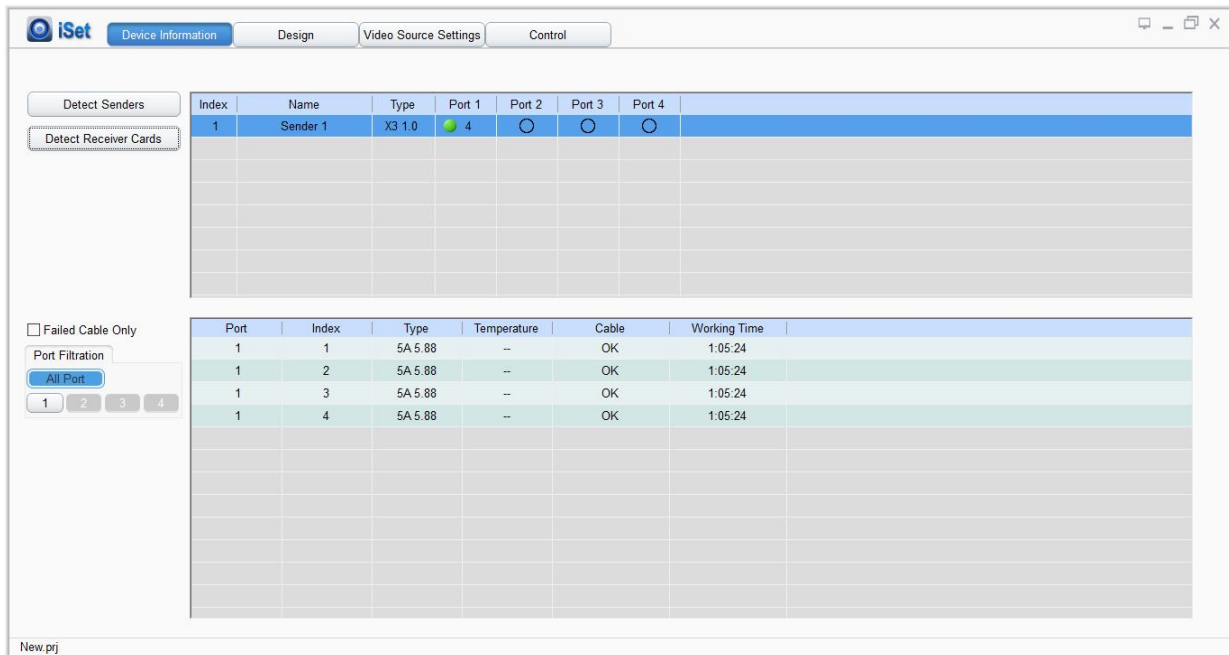 iSet Device Information Design Video Source Settings Control
Detect Senders
Detect Receiver Cards
Index Name Type Port 1 Port 2 Port 3 Port 4
1 Sender 1 X3 1.0 4
Failed Cable Only
Port Filtration
All Port
1 2 3 4
Port Index Type Temperature Cable Working Time
1 1 5A 5.88 -- OK 1:05:24
1 2 5A 5.88 -- OK 1:05:24
1 3 5A 5.88 -- OK 1:05:24
1 4 5A 5.88 -- OK 1:05:24
New.prj